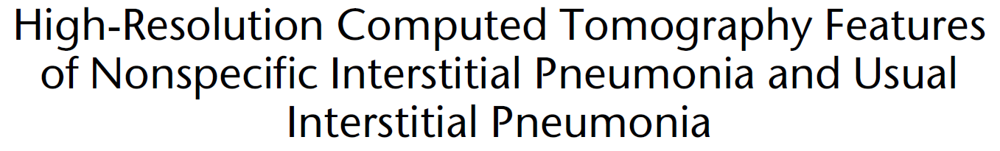 High-Resolution Computed Tomography Features
of Nonspecific Interstitial Pneumonia and Usual
Interstitial Pneumonia